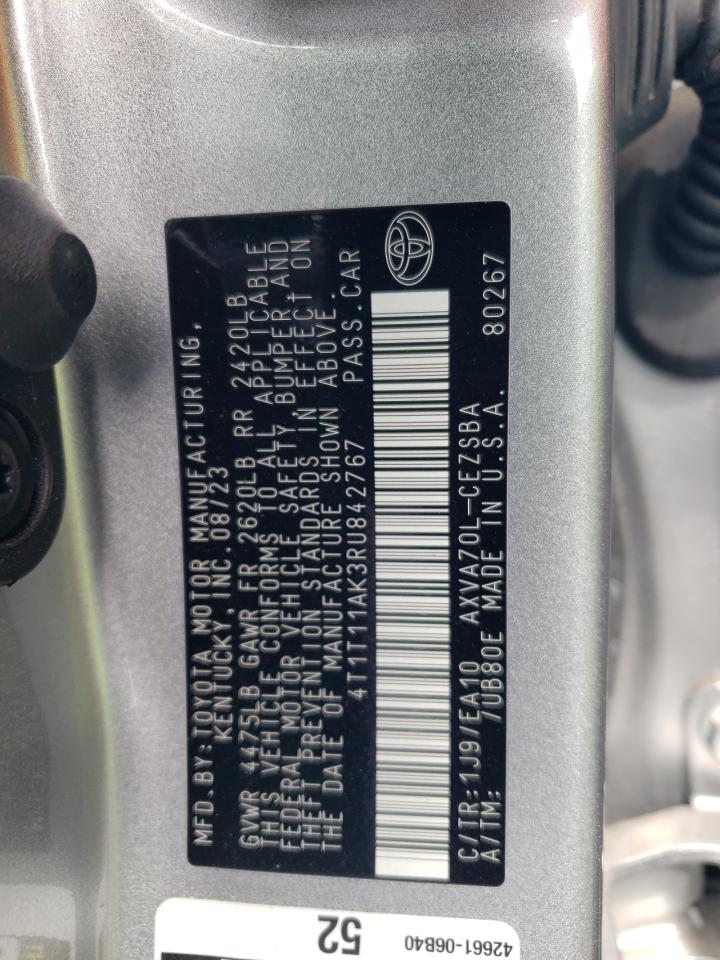 MFD.BY:TOYOTA MOTOR MANUFACTURING,
KENTUCKY, INC.08/23
GVWR 4475LB GAWR FR 2620LB RR 2420LB
THIS VEHICLE CONFORMS TO ALL APPLICABLE
FEDERAL MOTOR VEHICLE SAFETY,BUMPER,AND
THEFT PREVENTION STANDARDS IN EFFECT ON
THE DATE OF MANUFACTURE SHOWN ABOVE.
4T1T11AK3RU842767 PASS.CAR
C/TR:1J9/EA10 AXVA70L-CEZSBA
A/TM: /UB80E MADE IN U.S.A. 80267
52
42661-06B40